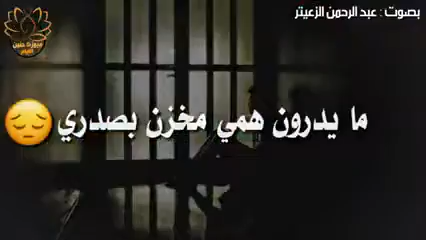 بصوت : عبد الرحمن الزعيتر
ما يدرون همي مخزن بصدري